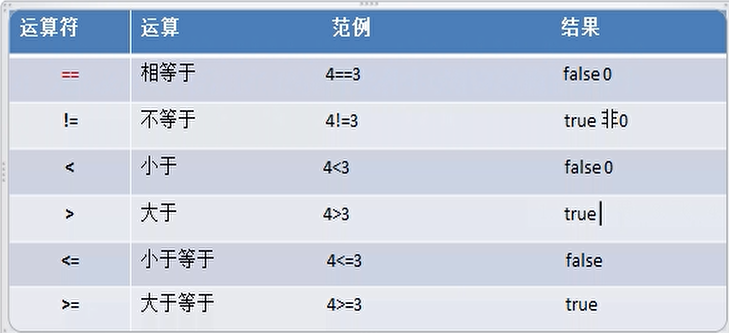 运算符 运算 范例 结果
== 相等于 4==3 false 0
!= 不等于 4!=3 true 非0
< 小于 4<3 false 0
> 大于 4>3 true
<= 小于等于 4<=3 false
>= 大于等于 4>=3 true